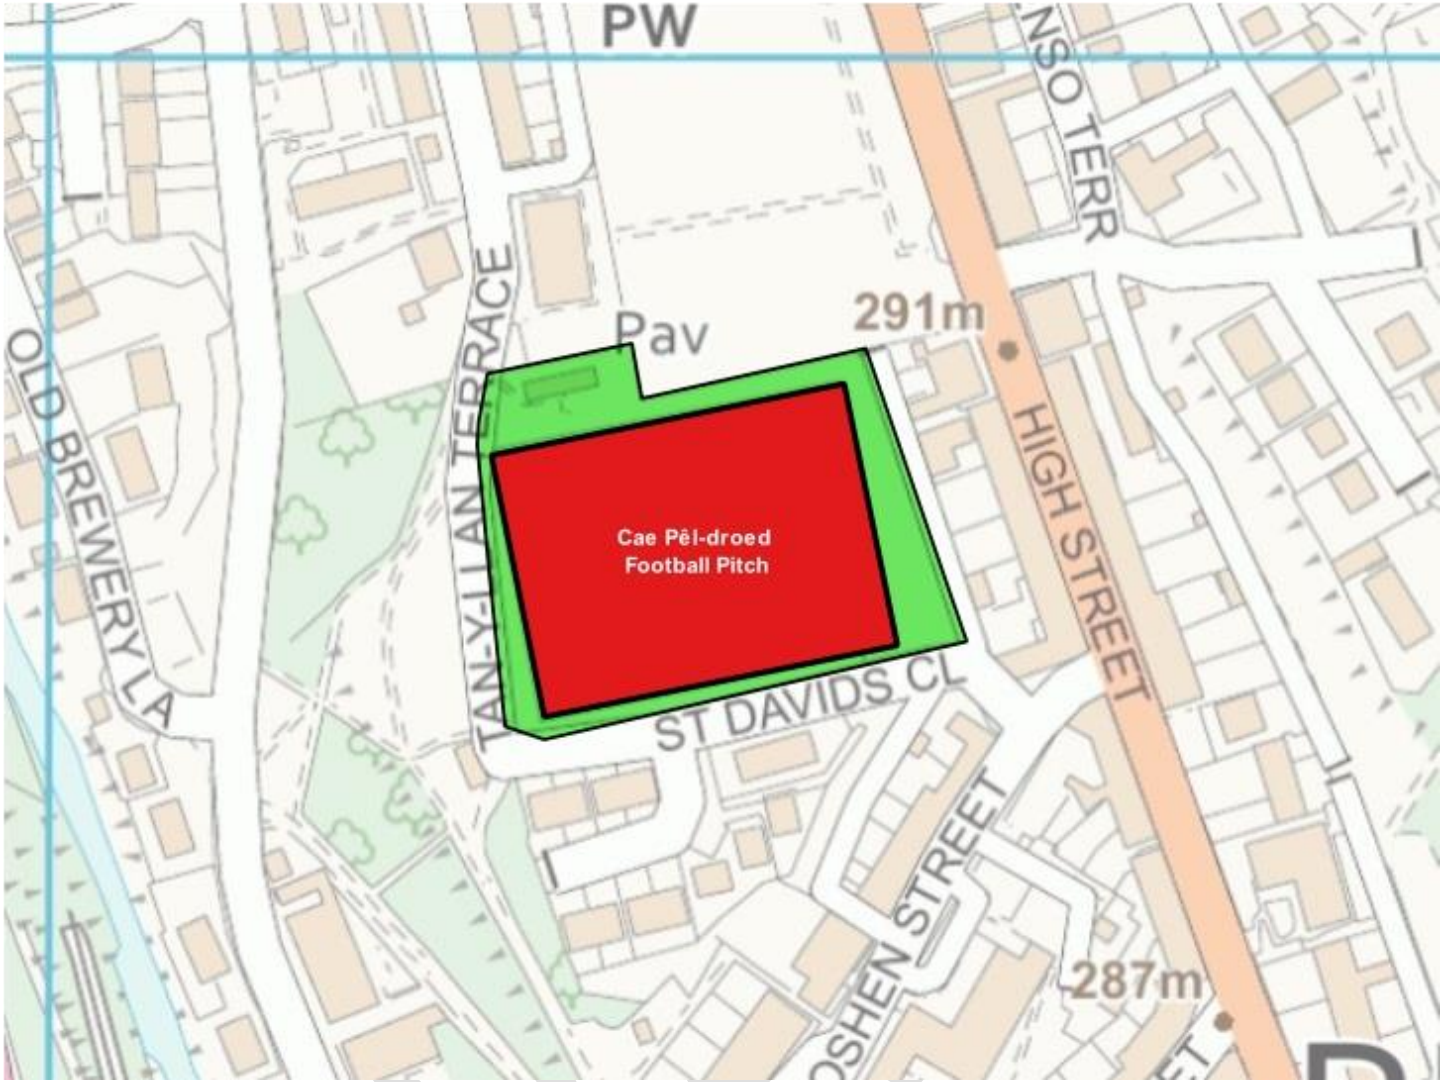 PW
NSO TERR
291m
Pav
TAN-Y-LLAN TERRACE
OLD BREWERY LA
HIGH STREET
Cae Pêl-droed
Football Pitch
ST DAVIDS CL
OSHEN STREET
287m
ET